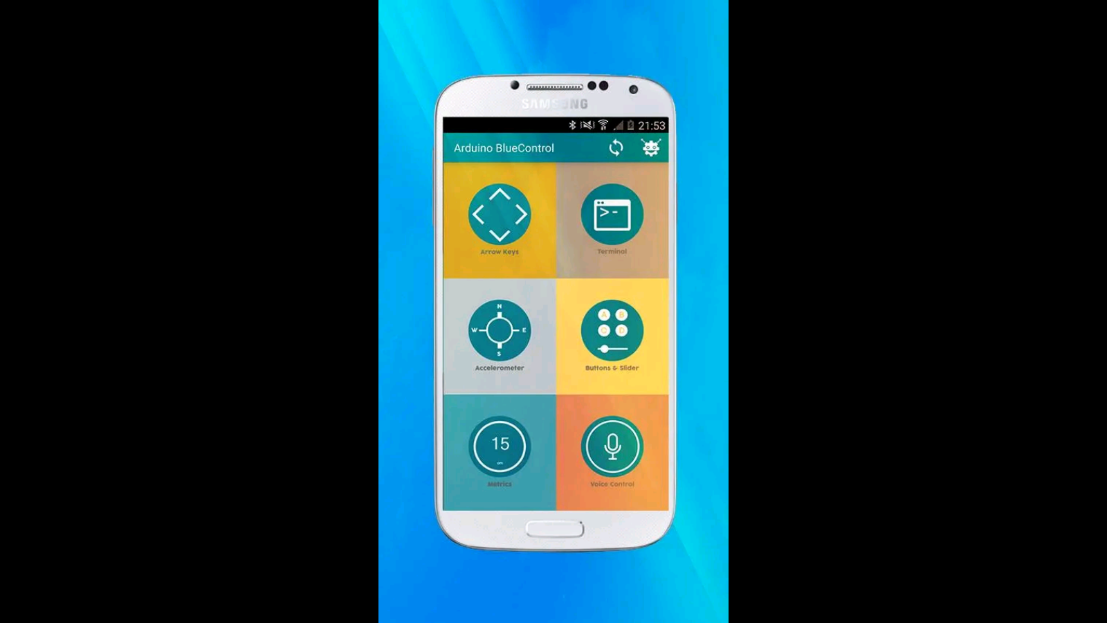 SAMSUNG
21:53
Arduino BlueControl
Arrow Keys
Terminal
N
W E
S
Accelerometer
A B
C D
Buttons & Slider
15
Metrics
Voice Control